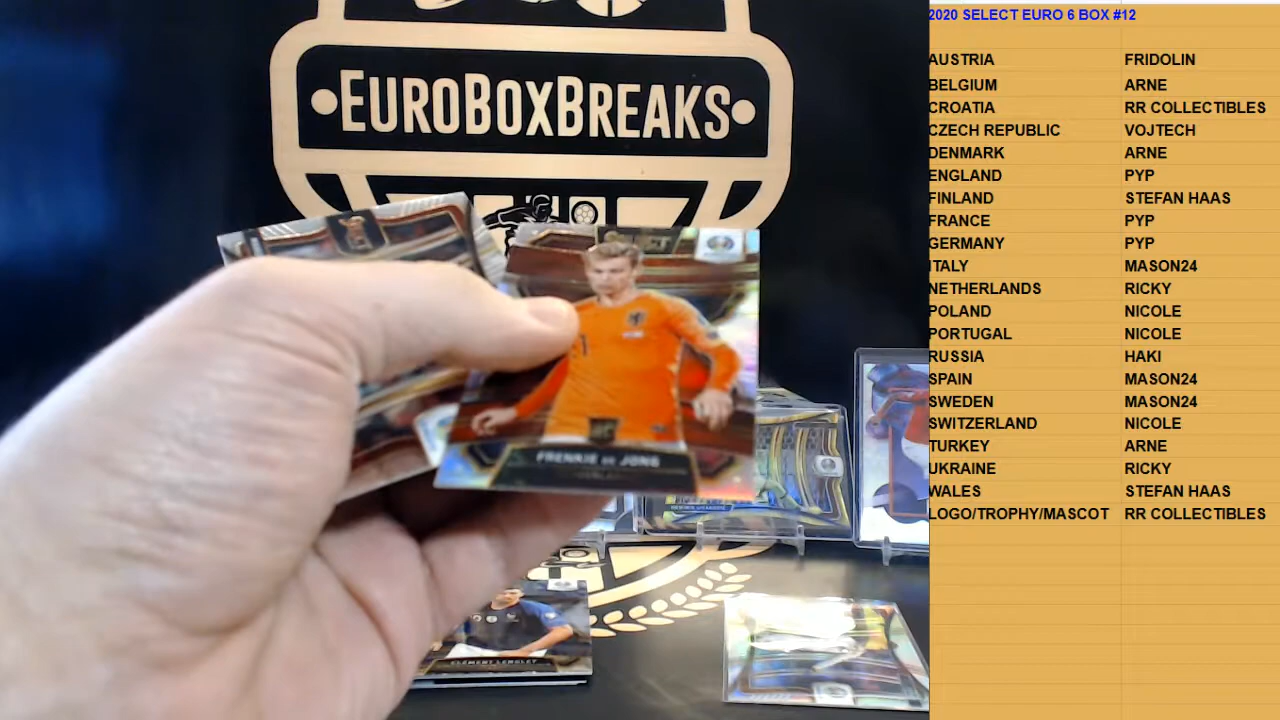 2020 SELECT EURO 6 BOX #12
AUSTRIA FRIDOLIN
BELGIUM ARNE
CROATIA RR COLLECTIBLES
CZECH REPUBLIC VOJTECH
DENMARK ARNE
ENGLAND PYP
FINLAND STEFAN HAAS
FRANCE PYP
GERMANY PYP
ITALY MASON24
NETHERLANDS RICKY
POLAND NICOLE
PORTUGAL NICOLE
RUSSIA HAKI
SPAIN MASON24
SWEDEN MASON24
SWITZERLAND NICOLE
TURKEY ARNE
UKRAINE RICKY
WALES STEFAN HAAS
LOGO/TROPHY/MASCOT RR COLLECTIBLES
EUROBOXBREAKS
FRENKIE DE JONG
CLEMENT LENGLET